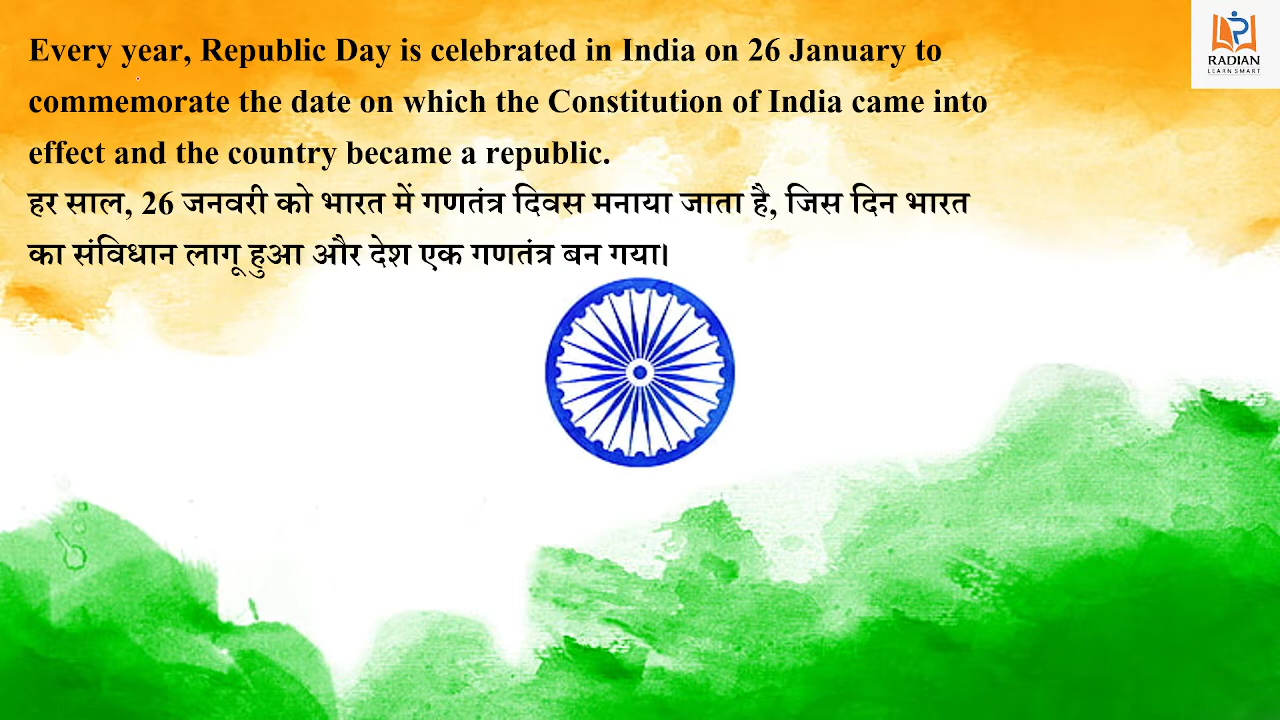 Every year, Republic Day is celebrated in India on 26 January to
commemorate the date on which the Constitution of India came into
effect and the country became a republic.
हर साल, 26 जनवरी को भारत में गणतंत्र दिवस मनाया जाता है, जिस दिन भारत
का संविधान लागू हुआ और देश एक गणतंत्र बन गया।
RADIAN
LEARN SMART